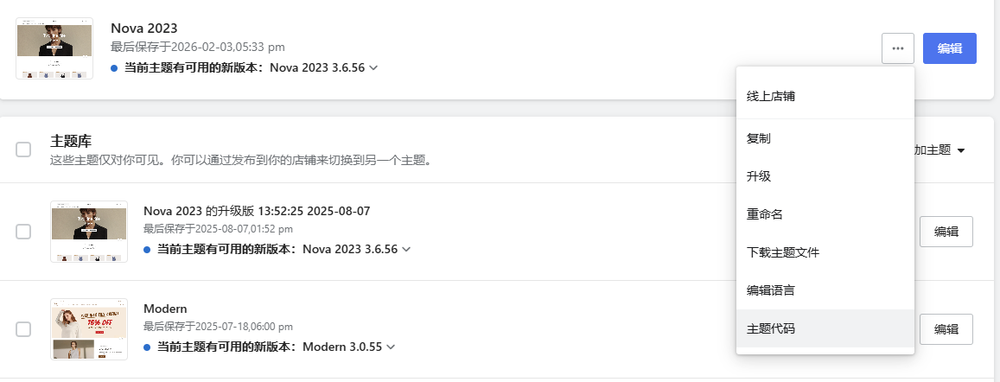 Nova 2023
最后保存于2026-02-03,05:33 pm
当前主题有可用的新版本：Nova 2023 3.6.56
编辑
线上店铺
复制
升级
重命名
下载主题文件
编辑语言
主题代码
主题库
这些主题仅对你可见。你可以通过发布到你的店铺来切换到另一个主题。
加主题
Nova 2023 的升级版 13:52:25 2025-08-07
最后保存于2025-08-07,01:52 pm
当前主题有可用的新版本：Nova 2023 3.6.56
编辑
Modern
最后保存于2025-07-18,06:00 pm
当前主题有可用的新版本：Modern 3.0.55
编辑
75% OFF